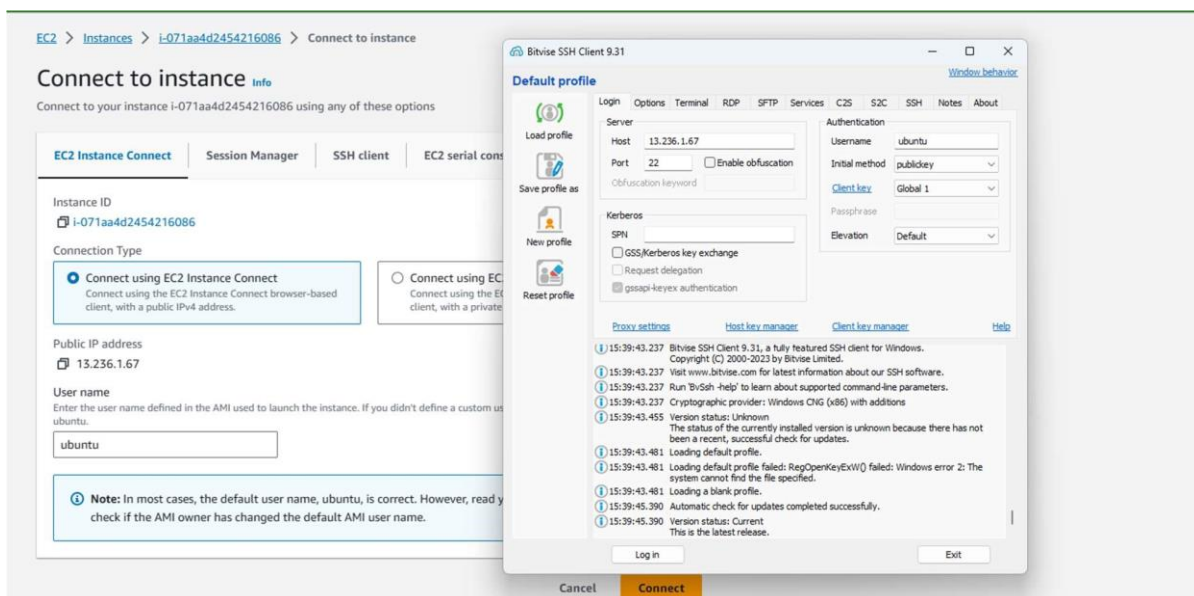 EC2 > Instances > i-071aa4d2454216086 > Connect to instance
Connect to instance Info
Connect to your instance i-071aa4d2454216086 using any of these options
EC2 Instance Connect
Session Manager
SSH client
EC2 serial cons
Instance ID
i-071aa4d2454216086
Connection Type
Connect using EC2 Instance Connect
Connect using the EC2 Instance Connect browser-based
client, with a public IPv4 address.
Connect using EC
Connect using the EC
client, with a private
Public IP address
13.236.1.67
User name
Enter the user name defined in the AMI used to launch the instance. If you didn't define a custom us
ubuntu.
ubuntu
Note: In most cases, the default user name, ubuntu, is correct. However, read y
check if the AMI owner has changed the default AMI user name.
Cancel
Connect
Bitvise SSH Client 9.31
Default profile
Window behavior
Load profile
Save profile as
New profile
Reset profile
Login Options Terminal RDP SFTP Services C2S S2C SSH Notes About
Server
Host 13.236.1.67
Port 22 Enable obfuscation
Obfuscation keyword
Kerberos
SPN
GSS/Kerberos key exchange
Request delegation
gssapi-keyex authentication
Authentication
Username ubuntu
Initial method publickey
Client key Global 1
Passphrase
Elevation Default
Proxy settings Host key manager Client key manager Help
15:39:43.237 Bitvise SSH Client 9.31, a fully featured SSH client for Windows.
Copyright (C) 2000-2023 by Bitvise Limited.
15:39:43.237 Visit www.bitvise.com for latest information about our SSH software.
15:39:43.237 Run 'BvSsh -help' to learn about supported command-line parameters.
15:39:43.237 Cryptographic provider: Windows CNG (x86) with additions
15:39:43.455 Version status: Unknown
The status of the currently installed version is unknown because there has not
been a recent, successful check for updates.
15:39:43.481 Loading default profile.
15:39:43.481 Loading default profile failed: RegOpenKeyExW() failed: Windows error 2: The
system cannot find the file specified.
15:39:43.481 Loading a blank profile.
15:39:45.390 Automatic check for updates completed successfully.
15:39:45.390 Version status: Current
This is the latest release.
Log in
Exit